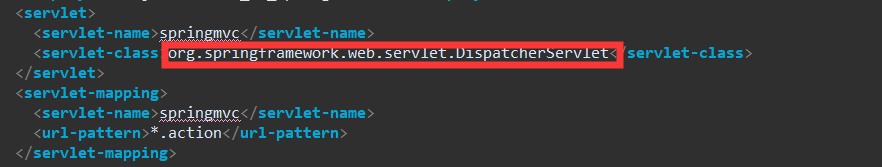 <servlet>
<servlet-name>springmvc</servlet-name>
<servlet-class>org.springframework.web.servlet.DispatcherServlet</servlet-class>
</servlet>
<servlet-mapping>
<servlet-name>springmvc</servlet-name>
<url-pattern>*.action</url-pattern>
</servlet-mapping>